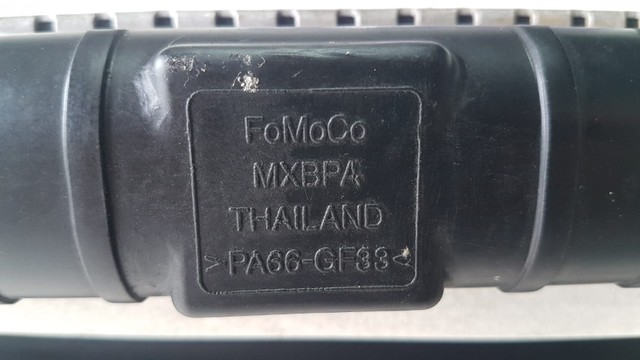 FoMoCo
MXBPA
THAILAND
>PA66-GF33<